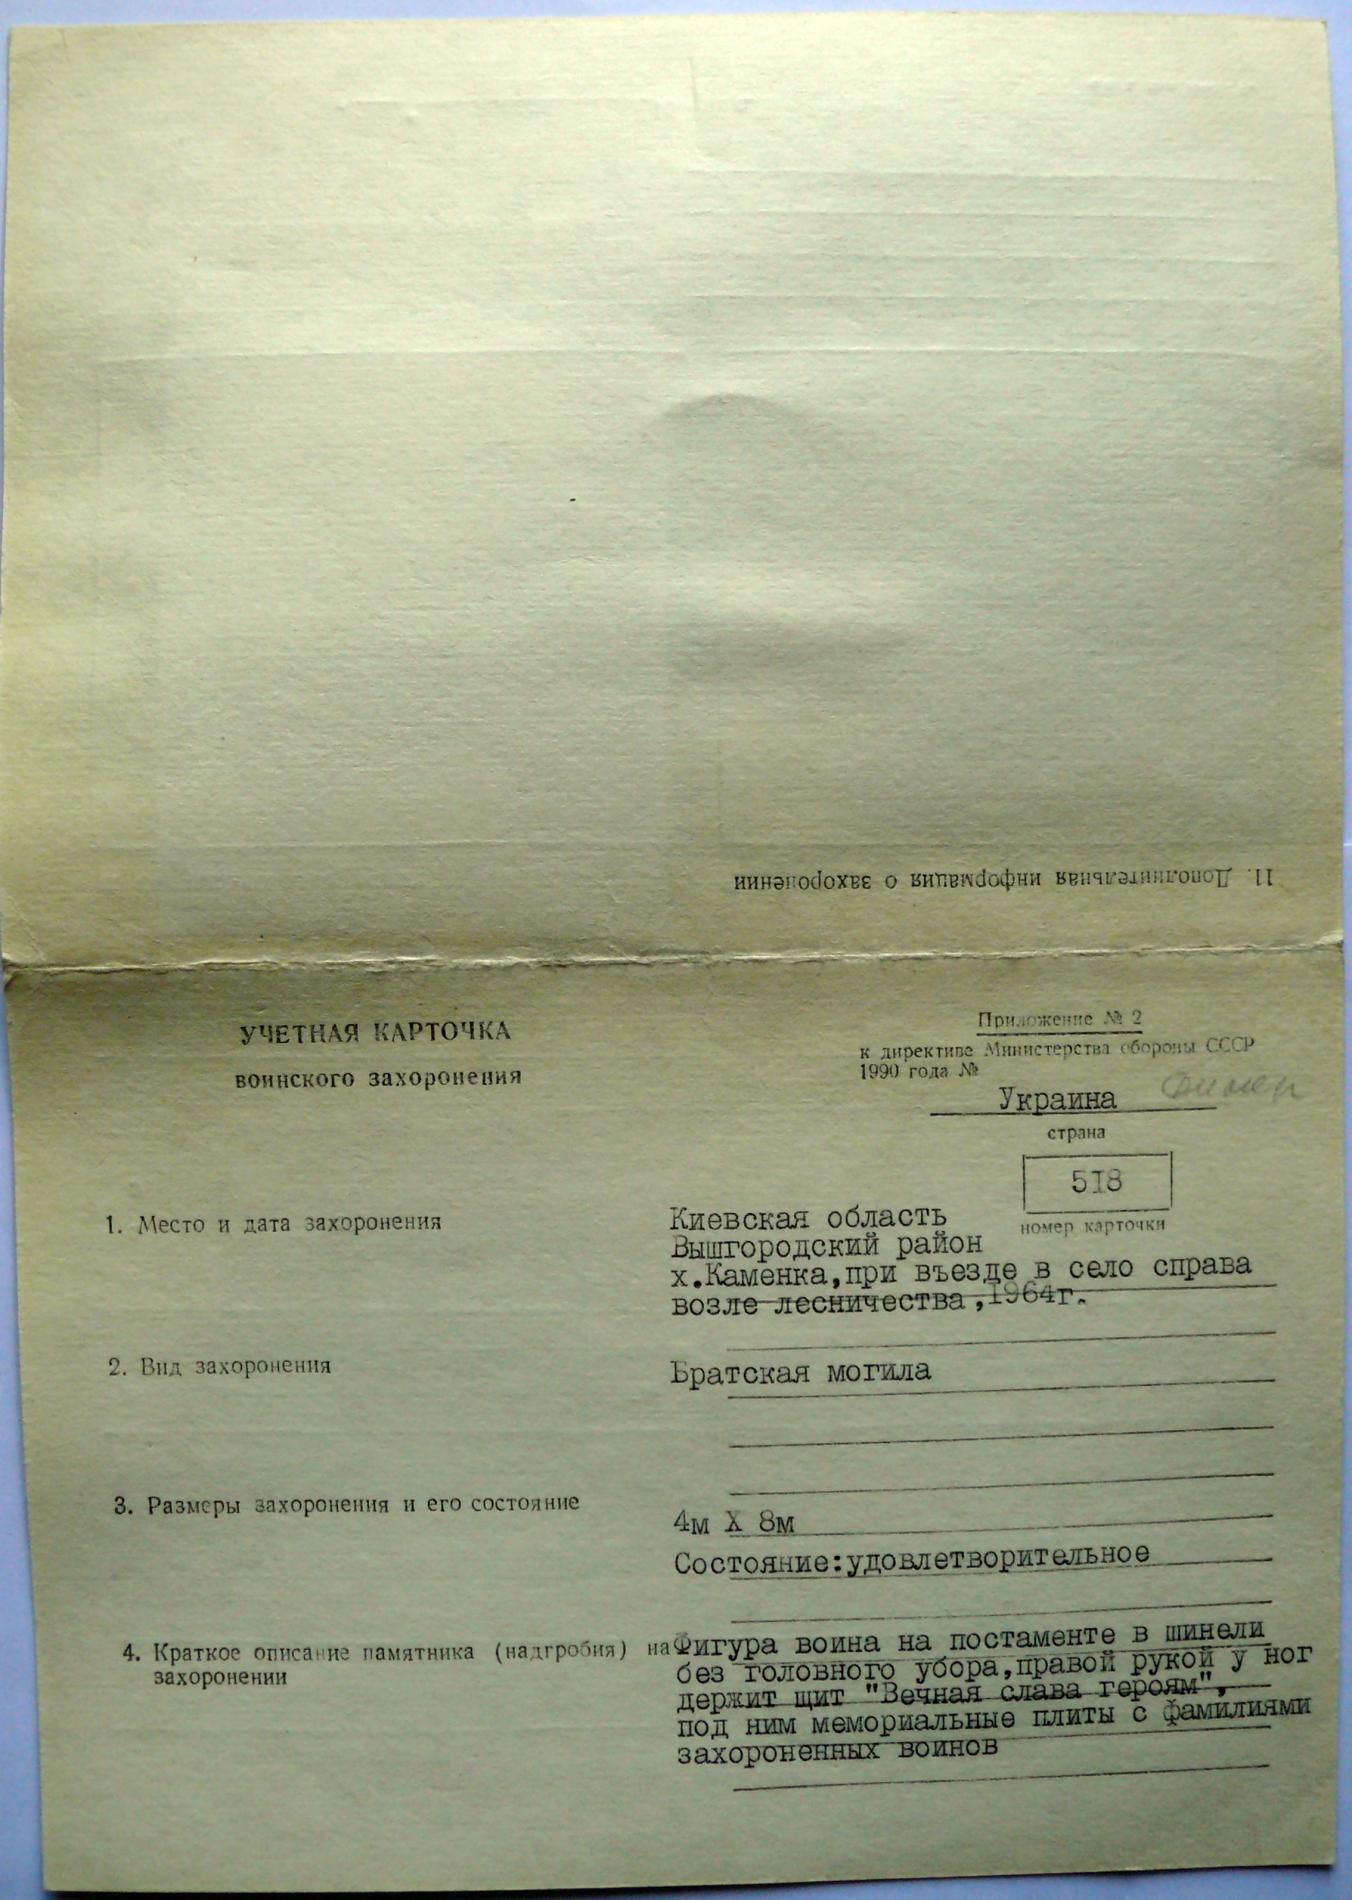 11. Дополнительная информация о захоронении
УЧЕТНАЯ КАРТОЧКА
воинского захоронения
Приложение № 2
к директиве Министерства обороны СССР
1990 года №
Украина
страна
518
номер карточки
1. Место и дата захоронения
Киевская область
Вышгородский район
х.Каменка,при въезде в село справа
возле лесничества,1964г.
2. Вид захоронения
Братская могила
3. Размеры захоронения и его состояние
4м Х 8м
Состояние:удовлетворительное
4. Краткое описание памятника (надгробия) на
захоронении
Фигура воина на постаменте в шинели
без головного убора,правой рукой у ног
держит щит "Вечная слава героям",
под ним мемориальные плиты с фамилиями
захороненных воинов